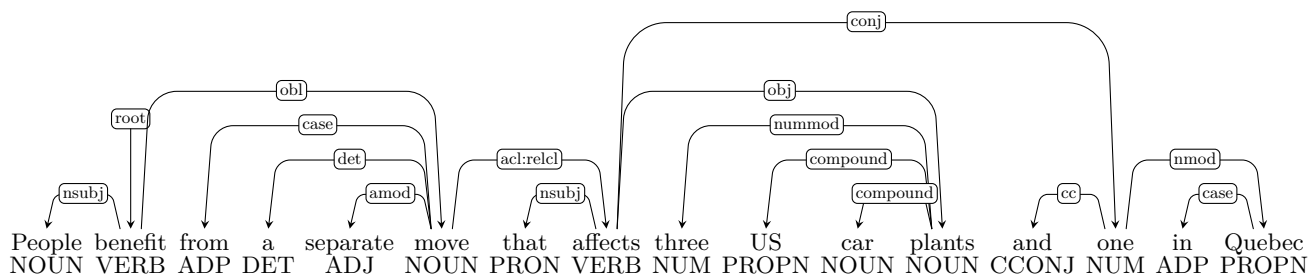 conj
obl obj
root
case nummod
det acl:relcl compound nmod
nsubj amod nsubj compound cc case
People benefit from a separate move that affects three US car plants and one in Quebec
NOUN VERB ADP DET ADJ NOUN PRON VERB NUM PROPN NOUN NOUN CCONJ NUM ADP PROPN